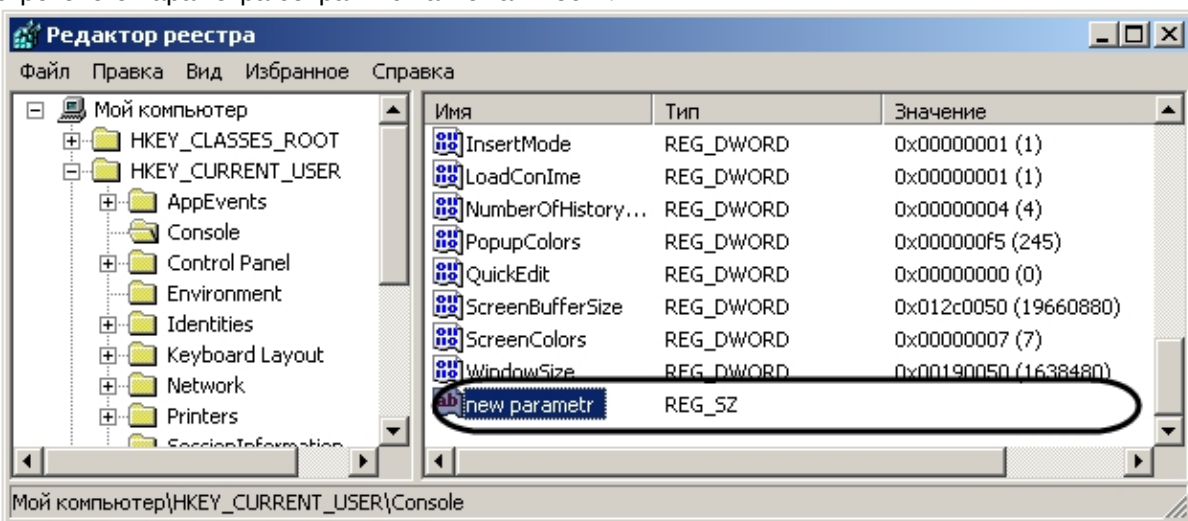 Редактор реестра
Файл Правка Вид Избранное Справка
Мой компьютер
HKEY_CLASSES_ROOT
HKEY_CURRENT_USER
AppEvents
Console
Control Panel
Environment
Identities
Keyboard Layout
Network
Printers
SessionInformation
Имя Тип Значение
InsertMode REG_DWORD 0x00000001 (1)
LoadConIme REG_DWORD 0x00000001 (1)
NumberOfHistory... REG_DWORD 0x00000004 (4)
PopupColors REG_DWORD 0x000000f5 (245)
QuickEdit REG_DWORD 0x00000000 (0)
ScreenBufferSize REG_DWORD 0x012c0050 (19660880)
ScreenColors REG_DWORD 0x00000007 (7)
WindowSize REG_DWORD 0x00190050 (1638480)
new parametr REG_SZ
Мой компьютер\HKEY_CURRENT_USER\Console